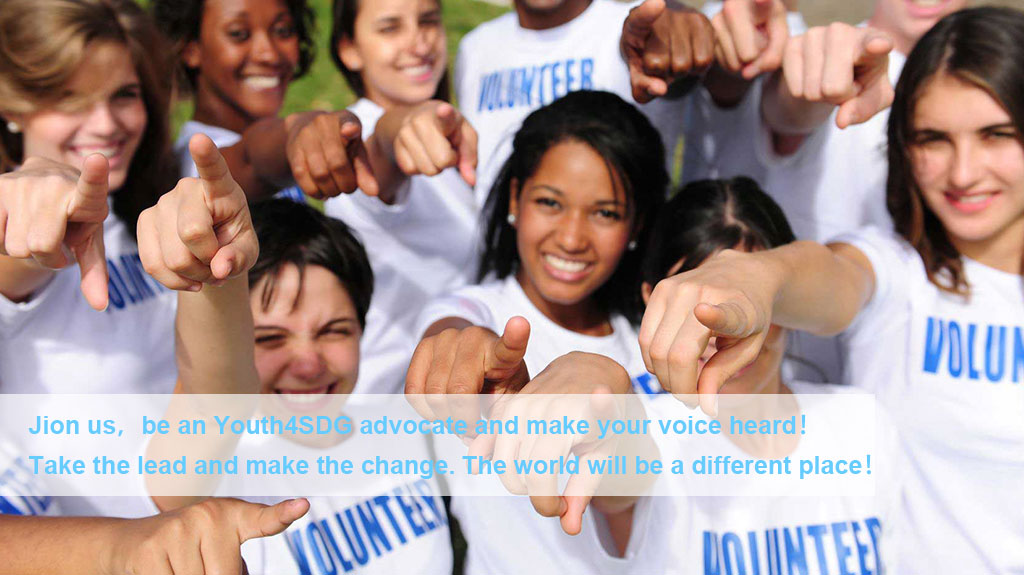 VOLUNTEER
VOLUN
Jion us，be an Youth4SDG advocate and make your voice heard！
Take the lead and make the change. The world will be a different place！
VOLUNTEER
VOLUNTEER